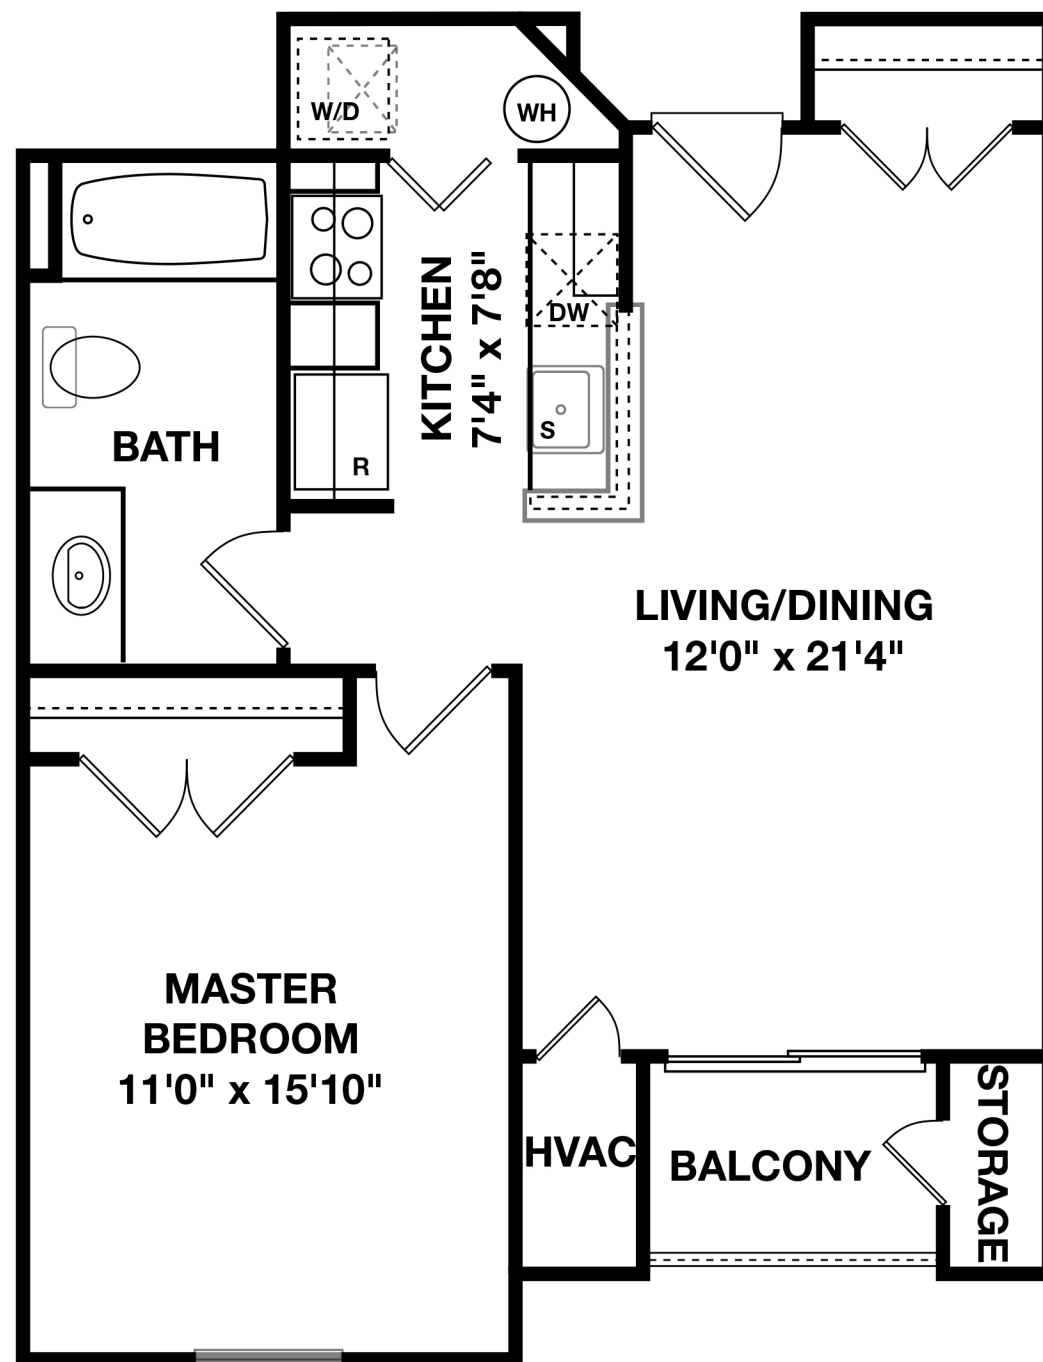 W/D
WH
KITCHEN
7'4" x 7'8"
DW
S
R
BATH
LIVING/DINING
12'0" x 21'4"
MASTER
BEDROOM
11'0" x 15'10"
HVAC
BALCONY
STORAGE